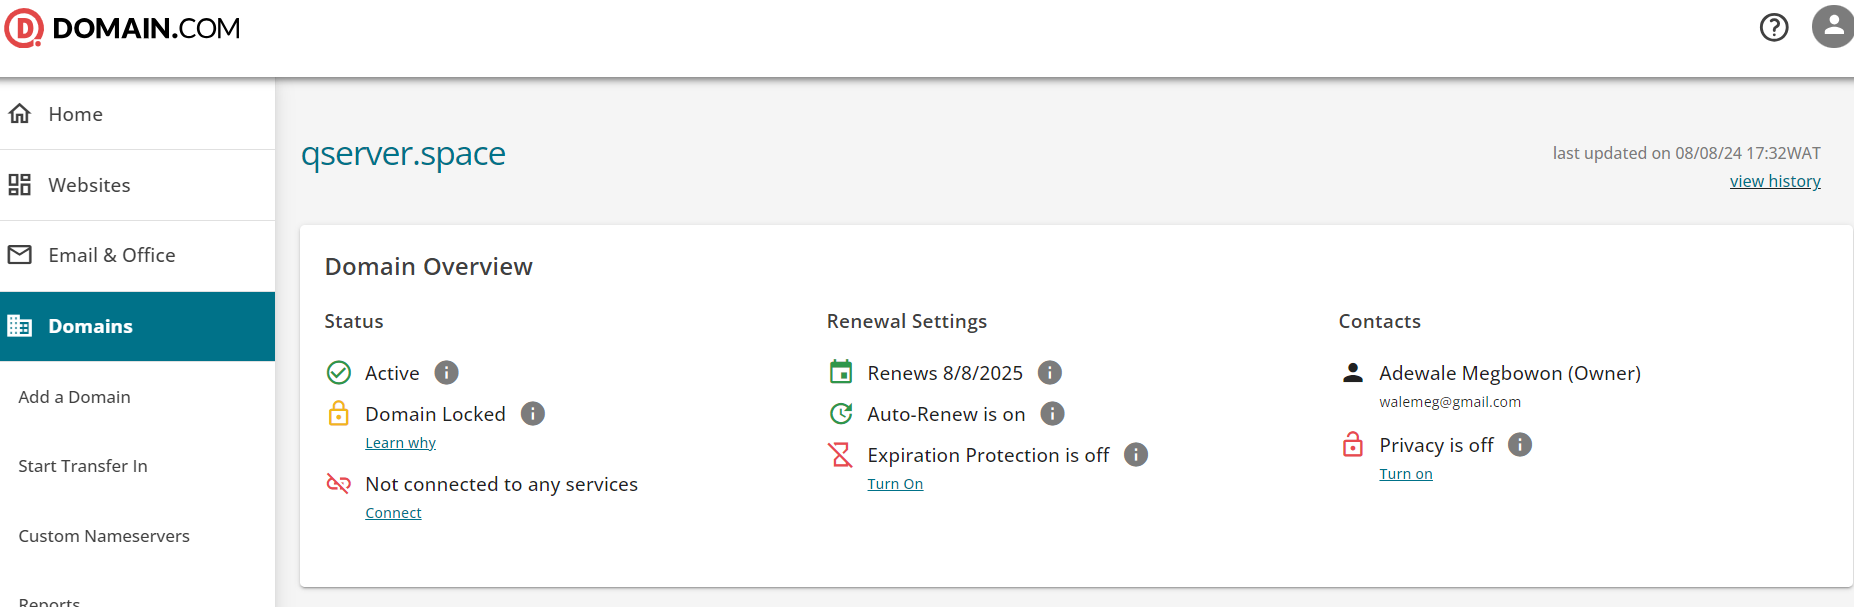 DOMAIN.COM
Home
Websites
Email & Office
Domains
Add a Domain
Start Transfer In
Custom Nameservers
Reports
qserver.space
last updated on 08/08/24 17:32WAT
view history
Domain Overview
Status
Active
Domain Locked
Learn why
Not connected to any services
Connect
Renewal Settings
Renews 8/8/2025
Auto-Renew is on
Expiration Protection is off
Turn On
Contacts
Adewale Megbowon (Owner)
walemeg@gmail.com
Privacy is off
Turn on